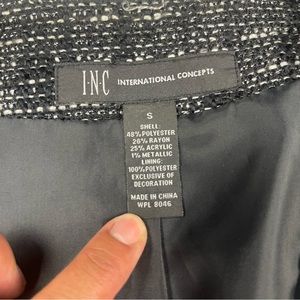 I·N·C INTERNATIONAL CONCEPTS
S
SHELL:
48% POLYESTER
26% RAYON
25% ACRYLIC
1% METALLIC
LINING:
100% POLYESTER
EXCLUSIVE OF
DECORATION
MADE IN CHINA
WPL 8046